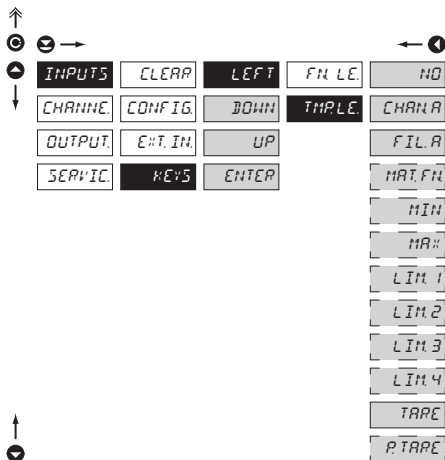 INPUTS CLEAR LEFT FN. LE. NO
CHANNE. CONFIG. DOWN TMP.LE. CHAN.A
OUTPUT. EXT. IN. UP FIL. A
SERVIC. KEYS ENTER MAT. FN.
MIN
MAX
LIM. 1
LIM. 2
LIM. 3
LIM. 4
TARE
P. TARE